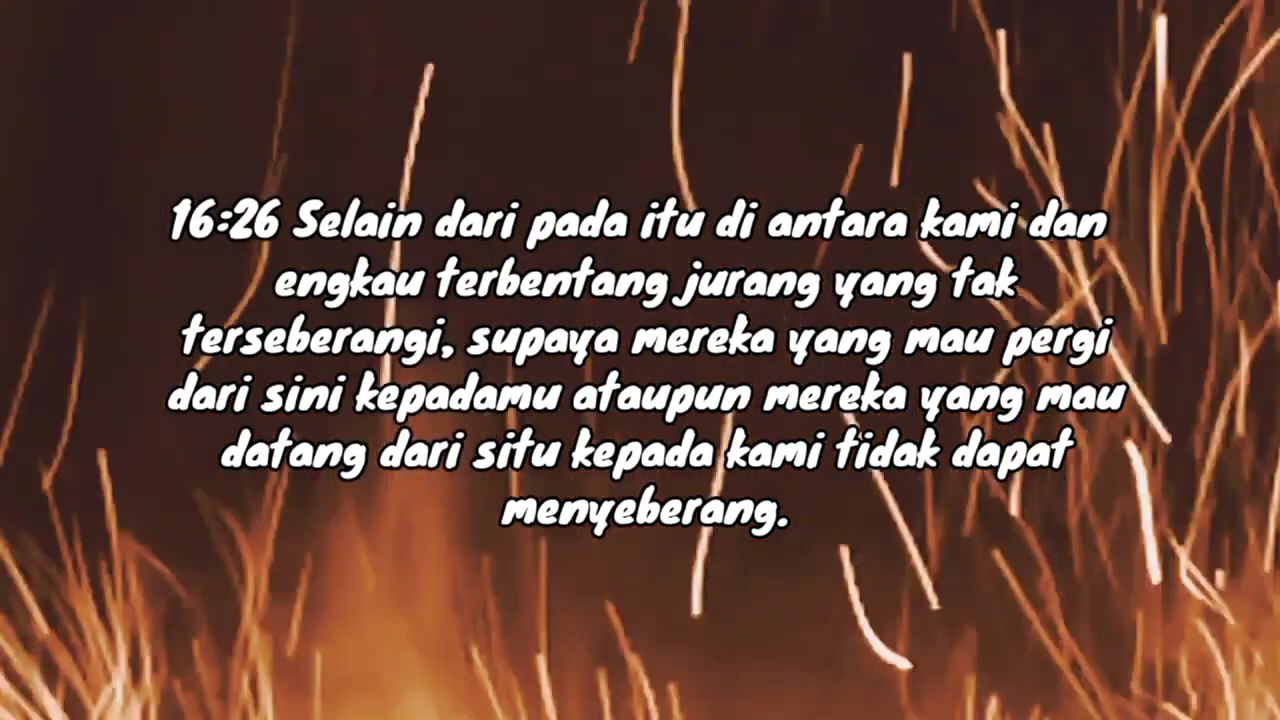 16:26 Selain dari pada itu di antara kami dan
engkau terbentang jurang yang tak
terseberangi, supaya mereka yang mau pergi
dari sini kepadamu ataupun mereka yang mau
datang dari situ kepada kami tidak dapat
menyeberang.